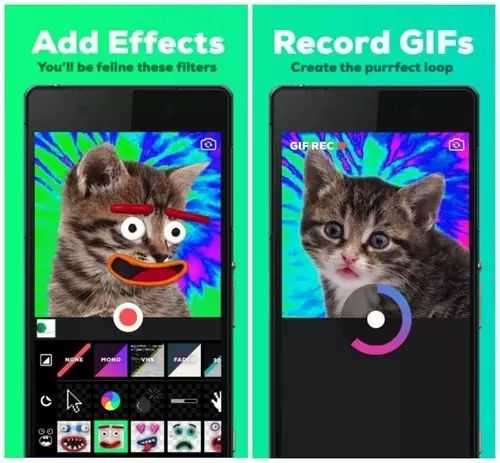 Add Effects
You'll be feline these filters
NONE
MONO
VHS
FADED
3D
Record GIFs
Create the purrfect loop
GIF REC